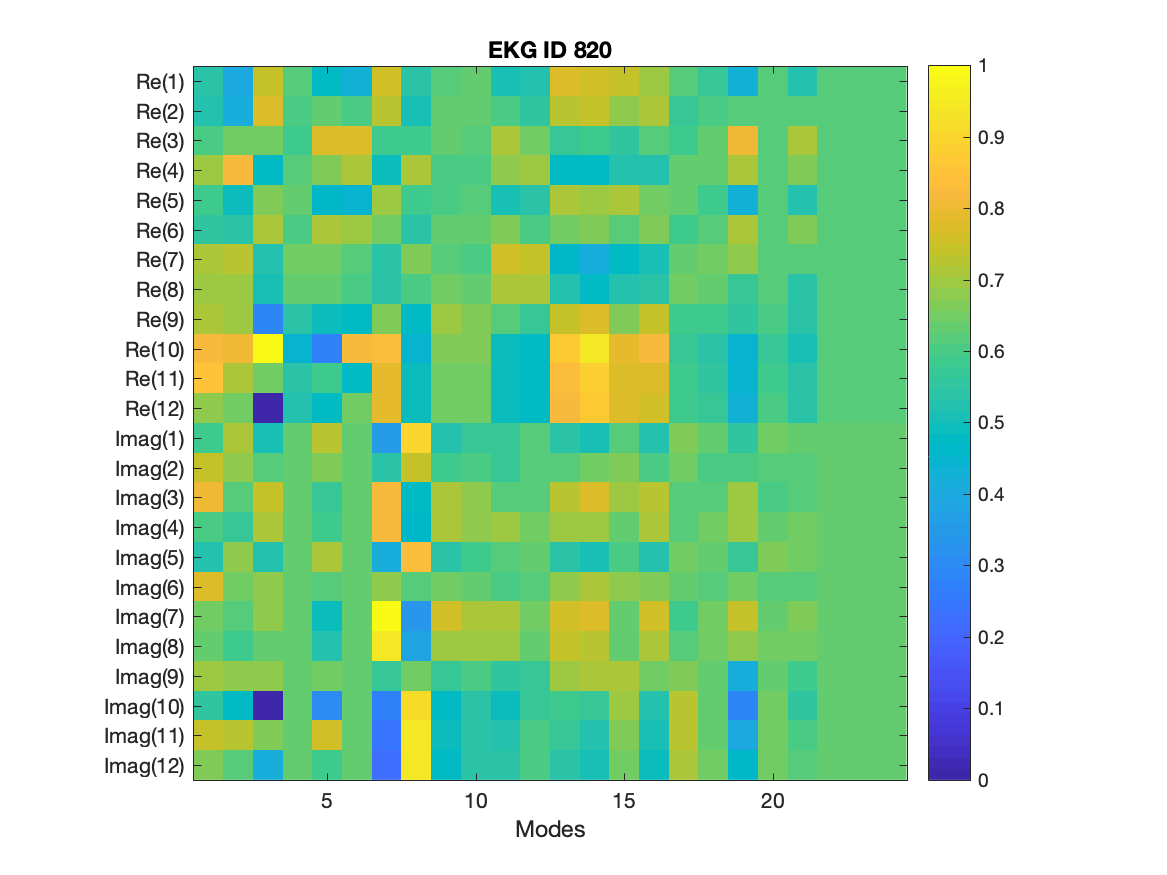 EKG ID 820
Re(1)
Re(2)
Re(3)
Re(4)
Re(5)
Re(6)
Re(7)
Re(8)
Re(9)
Re(10)
Re(11)
Re(12)
Imag(1)
Imag(2)
Imag(3)
Imag(4)
Imag(5)
Imag(6)
Imag(7)
Imag(8)
Imag(9)
Imag(10)
Imag(11)
Imag(12)
5 10 15 20
Modes
1
0.9
0.8
0.7
0.6
0.5
0.4
0.3
0.2
0.1
0